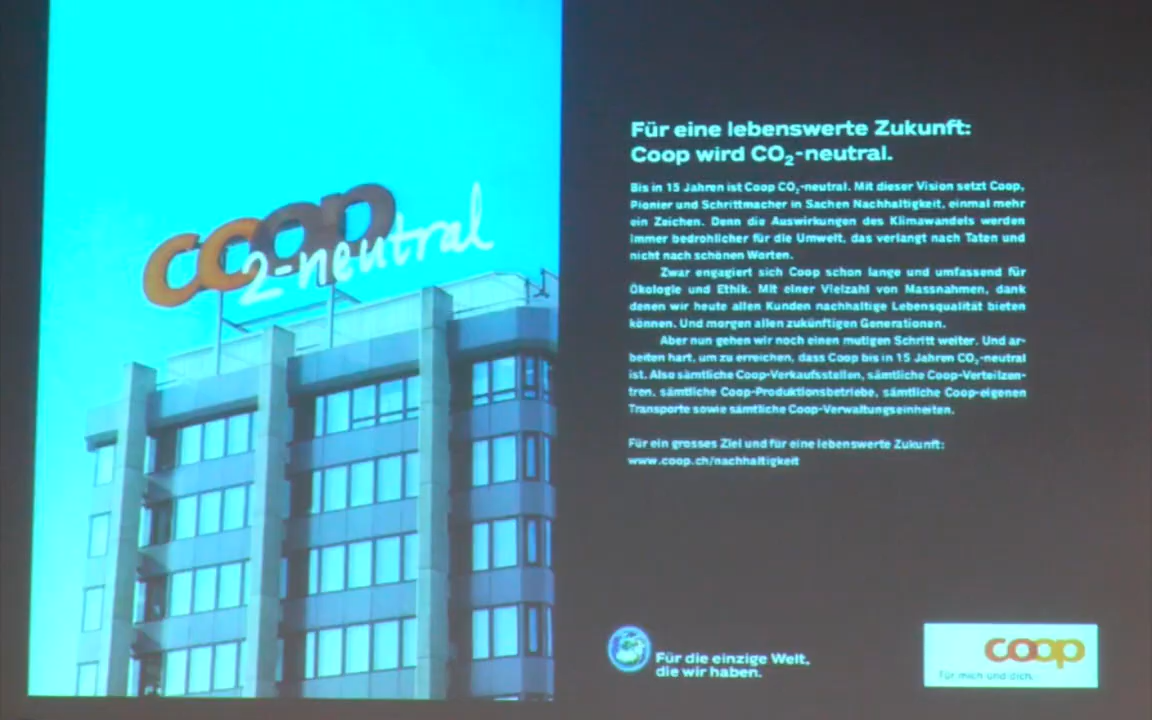 coop
2-neutral
Für eine lebenswerte Zukunft:
Coop wird CO₂-neutral.
Bis in 15 Jahren ist Coop CO₂-neutral. Mit dieser Vision setzt Coop,
Pionier und Schrittmacher in Sachen Nachhaltigkeit, einmal mehr
ein Zeichen. Denn die Auswirkungen des Klimawandels werden
immer bedrohlicher für die Umwelt, das verlangt nach Taten und
nicht nach schönen Worten.
Zwar engagiert sich Coop schon lange und umfassend für
Ökologie und Ethik. Mit einer Vielzahl von Massnahmen, dank
denen wir heute allen Kunden nachhaltige Lebensqualität bieten
können. Und morgen allen zukünftigen Generationen.
Aber nun gehen wir noch einen mutigen Schritt weiter. Und ar-
beiten hart, um zu erreichen, dass Coop bis in 15 Jahren CO₂-neutral
ist. Also sämtliche Coop-Verkaufsstellen, sämtliche Coop-Verteilzen-
tren, sämtliche Coop-Produktionsbetriebe, sämtliche Coop-eigenen
Transporte sowie sämtliche Coop-Verwaltungseinheiten.
Für ein grosses Ziel und für eine lebenswerte Zukunft:
www.coop.ch/nachhaltigkeit
Für die einzige Welt,
die wir haben.
coop
Für mich und dich.